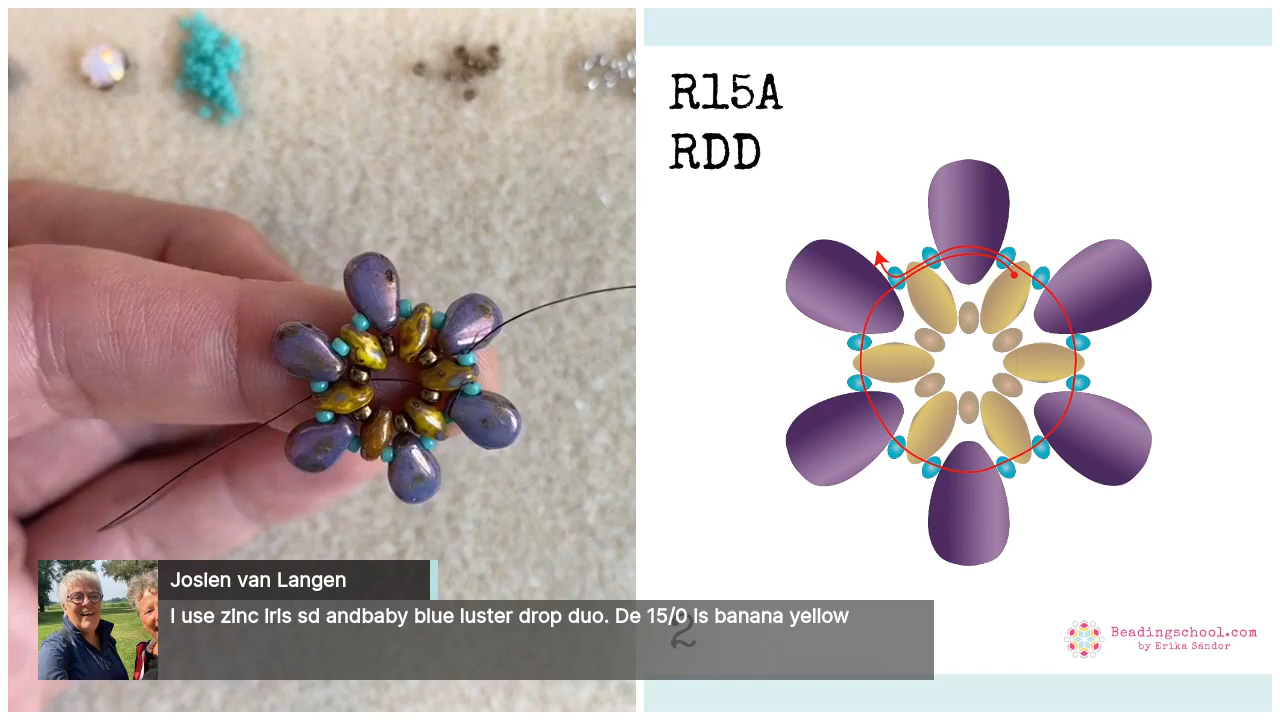 R15A
RDD
Josien van Langen
I use zinc iris sd andbaby blue luster drop duo. De 15/0 is banana yellow
2
Beadingschool.com
by Erika Sándor